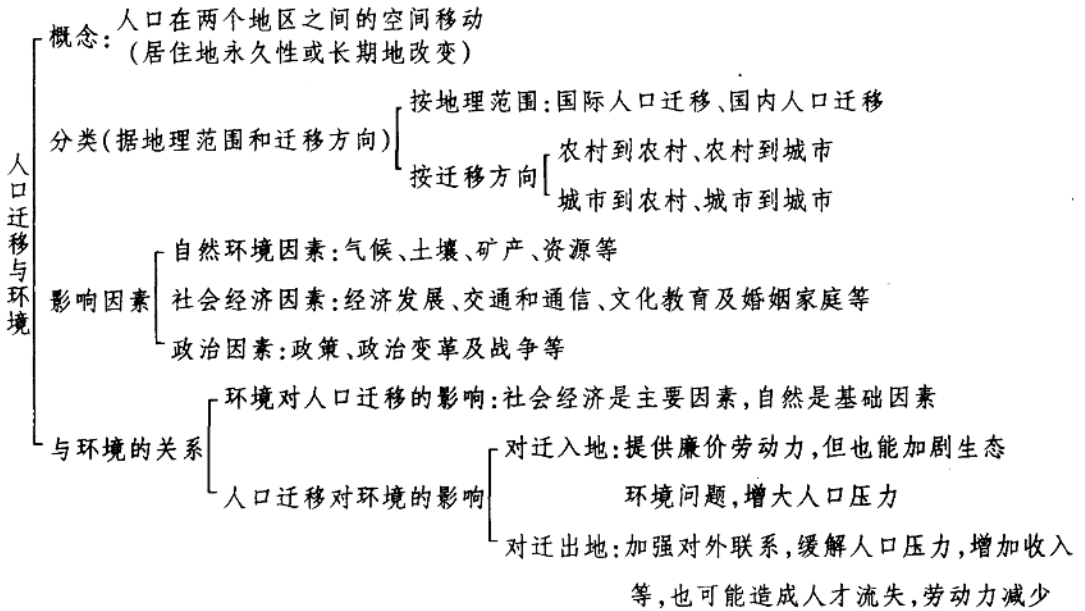 人口迁移与环境
概念:人口在两个地区之间的空间移动
(居住地永久性或长期地改变)
分类(据地理范围和迁移方向)
按地理范围:国际人口迁移、国内人口迁移
按迁移方向
农村到农村、农村到城市
城市到农村、城市到城市
影响因素
自然环境因素:气候、土壤、矿产、资源等
社会经济因素:经济发展、交通和通信、文化教育及婚姻家庭等
政治因素:政策、政治变革及战争等
与环境的关系
环境对人口迁移的影响:社会经济是主要因素,自然是基础因素
人口迁移对环境的影响
对迁入地:提供廉价劳动力,但也能加剧生态
环境问题,增大人口压力
对迁出地:加强对外联系,缓解人口压力,增加收入
等,也可能造成人才流失,劳动力减少